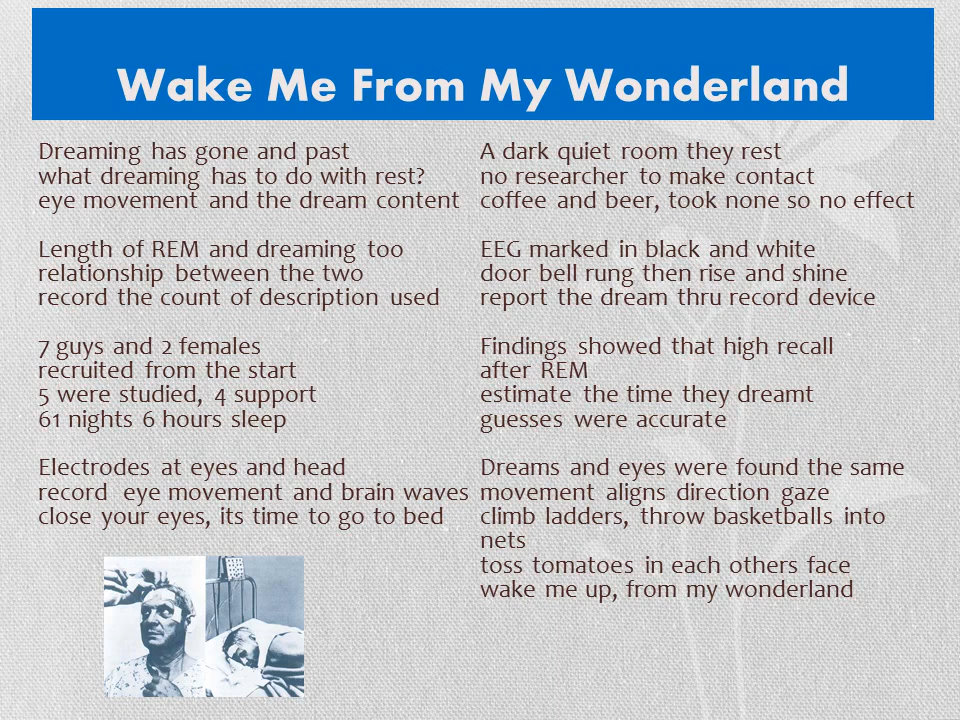 Wake Me From My Wonderland
Dreaming has gone and past
what dreaming has to do with rest?
eye movement and the dream content
Length of REM and dreaming too
relationship between the two
record the count of description used
7 guys and 2 females
recruited from the start
5 were studied, 4 support
61 nights 6 hours sleep
Electrodes at eyes and head
record eye movement and brain waves
close your eyes, its time to go to bed
A dark quiet room they rest
no researcher to make contact
coffee and beer, took none so no effect
EEG marked in black and white
door bell rung then rise and shine
report the dream thru record device
Findings showed that high recall
after REM
estimate the time they dreamt
guesses were accurate
Dreams and eyes were found the same
movement aligns direction gaze
climb ladders, throw basketballs into
nets
toss tomatoes in each others face
wake me up, from my wonderland